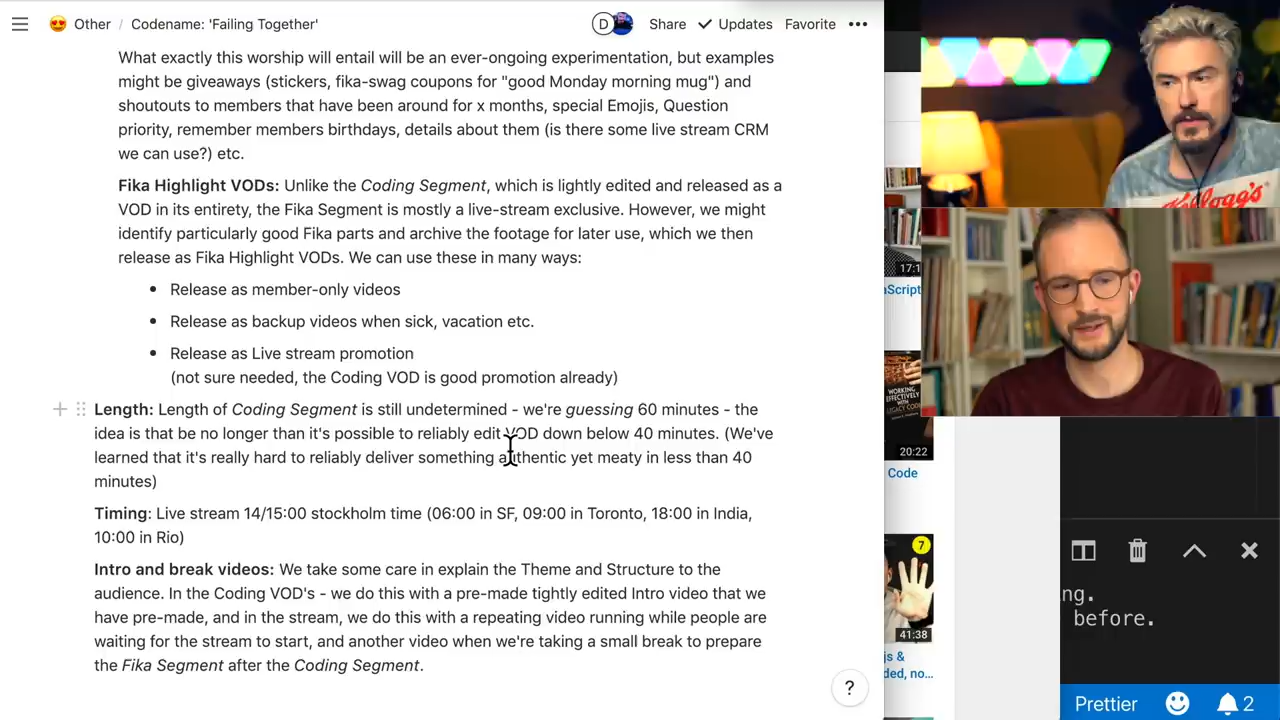 Other / Codename: 'Failing Together'
D
Share
Updates
Favorite
What exactly this worship will entail will be an ever-ongoing experimentation, but examples
might be giveaways (stickers, fika-swag coupons for "good Monday morning mug") and
shoutouts to members that have been around for x months, special Emojis, Question
priority, remember members birthdays, details about them (is there some live stream CRM
we can use?) etc.
Fika Highlight VODs: Unlike the Coding Segment, which is lightly edited and released as a
VOD in its entirety, the Fika Segment is mostly a live-stream exclusive. However, we might
identify particularly good Fika parts and archive the footage for later use, which we then
release as Fika Highlight VODs. We can use these in many ways:
Release as member-only videos
Release as backup videos when sick, vacation etc.
Release as Live stream promotion
(not sure needed, the Coding VOD is good promotion already)
Length: Length of Coding Segment is still undetermined - we're guessing 60 minutes - the
idea is that be no longer than it's possible to reliably edit VOD down below 40 minutes. (We've
learned that it's really hard to reliably deliver something authentic yet meaty in less than 40
minutes)
Timing: Live stream 14/15:00 stockholm time (06:00 in SF, 09:00 in Toronto, 18:00 in India,
10:00 in Rio)
Intro and break videos: We take some care in explain the Theme and Structure to the
audience. In the Coding VOD's - we do this with a pre-made tightly edited Intro video that we
have pre-made, and in the stream, we do this with a repeating video running while people are
waiting for the stream to start, and another video when we're taking a small break to prepare
the Fika Segment after the Coding Segment.
?
Kellogg's
17:1
aScript
WORKING
EFFECTIVELY
WITH
LEGACY CODE
20:22
Code
7
41:38
js &
ded, no...
ng.
before.
Prettier
2